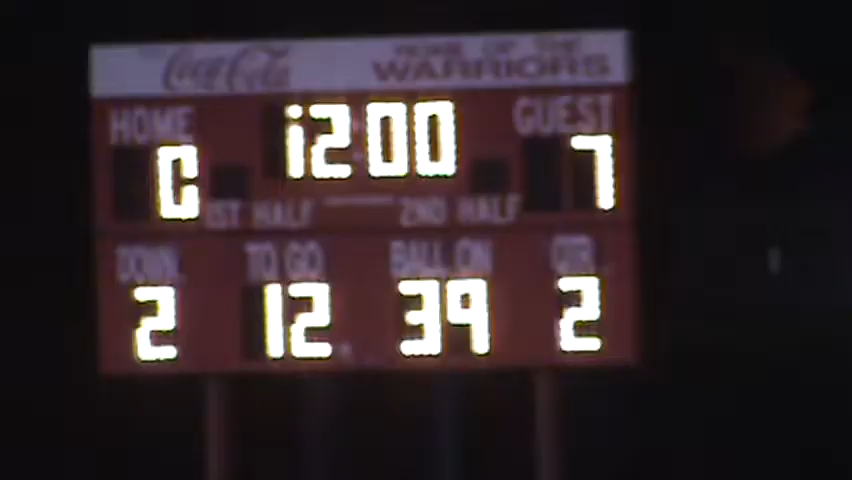 Coca-Cola HOME OF THE
WARRIORS
HOME 12 00 GUEST
0 7
1ST HALF 2ND HALF
DOWN TO GO BALL ON QTR
2 12 39 2